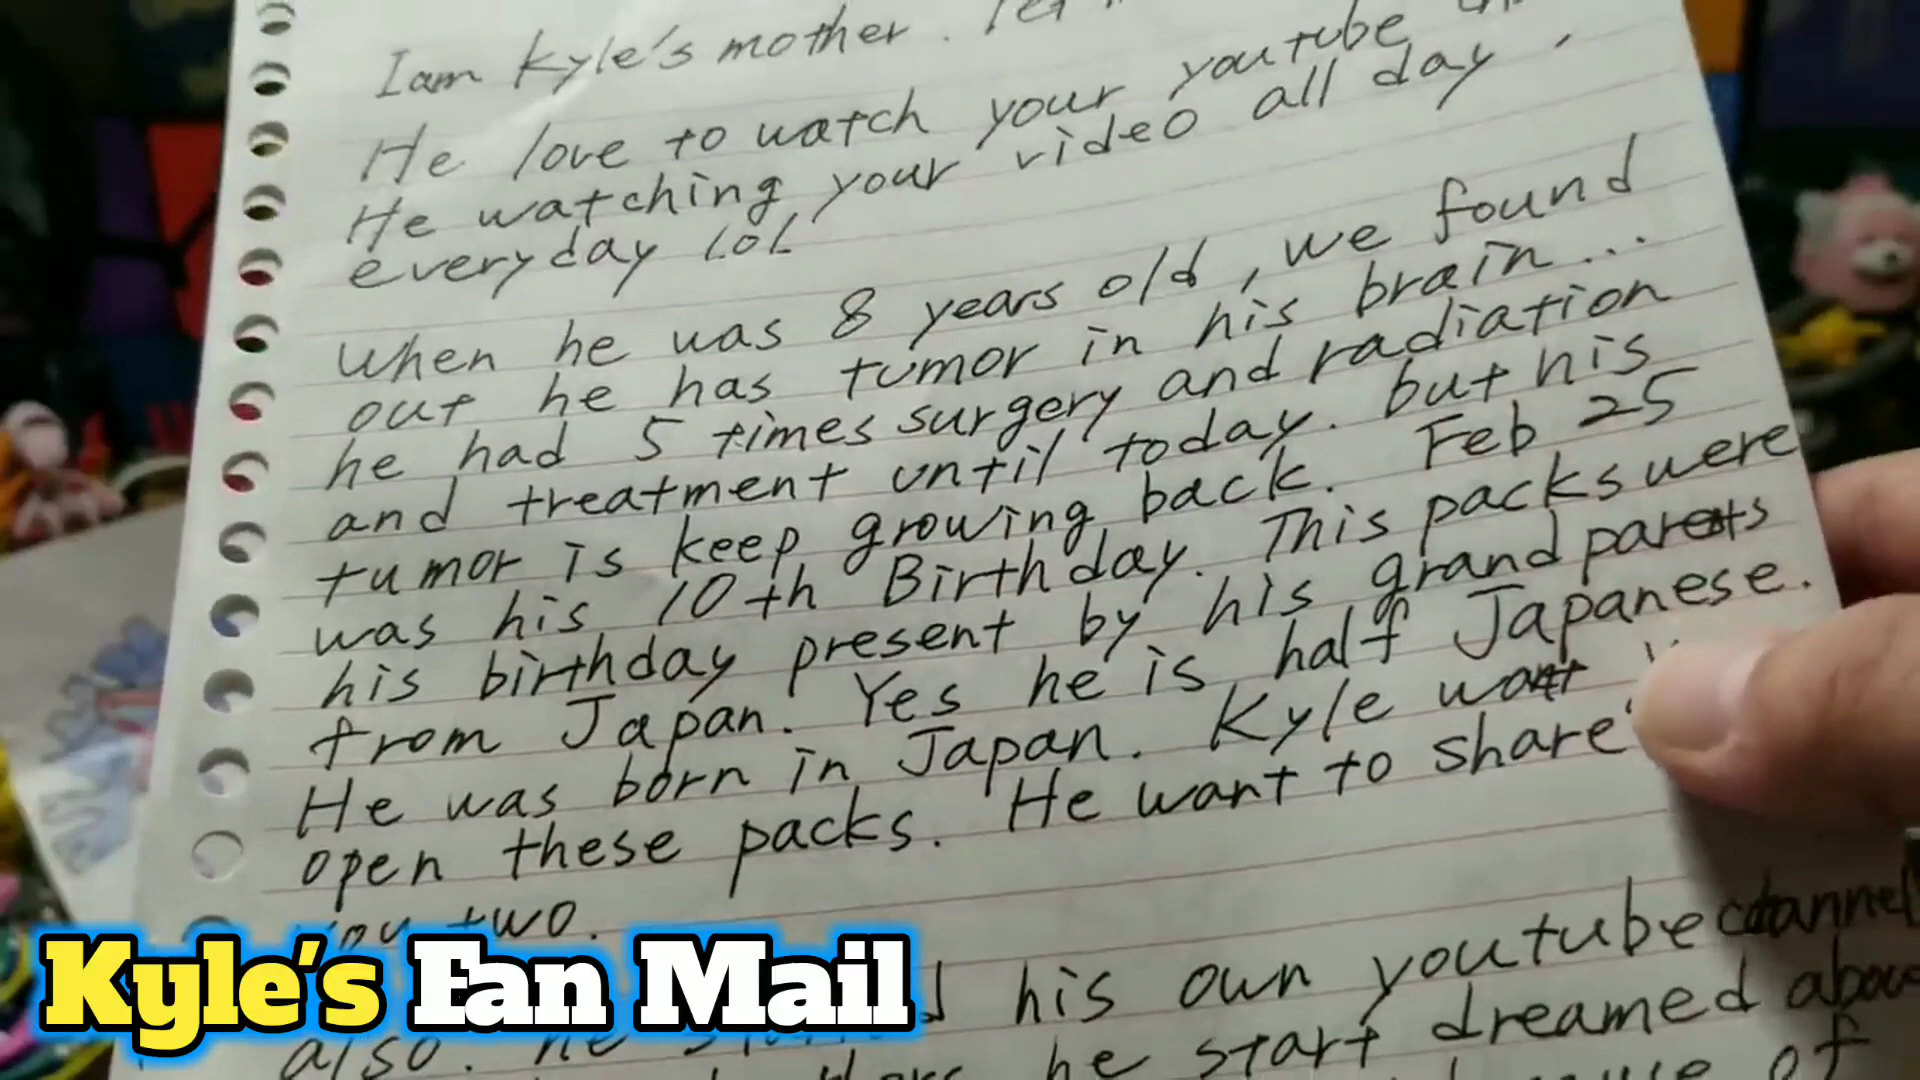 I am Kyle's mother.
He love to watch your youtube
He watching your video all day,
everyday LOL
When he was 8 years old, we found
out he has tumor in his brain...
he had 5 times surgery and radiation
and treatment until today. but his
tumor is keep growing back. Feb 25
was his 10th Birthday. This packs were
his birthday present by his grandparents
from Japan. Yes he is half Japanese.
He was born in Japan. Kyle want
open these packs. He want to share
you two.
his own youtube channel
also. he start dreamed
of
Kyle's Fan Mail